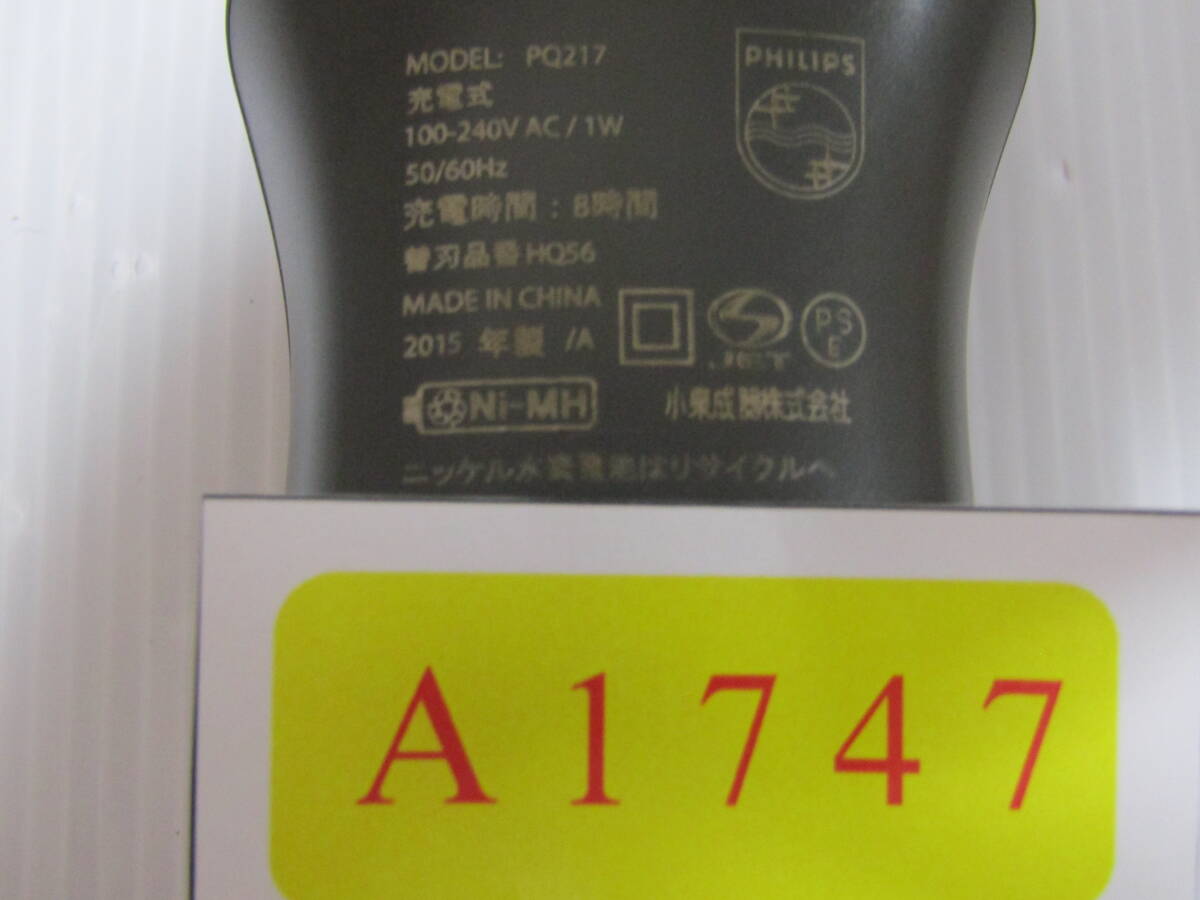 MODEL: PQ217
充電式
100-240V AC / 1W
50/60Hz
充電時間 : 8時間
替刃品番 HQ56
MADE IN CHINA
2015 年製 /A
Ni-MH
PHILIPS
JET
PS
E
小泉成器株式会社
ニッケル水素電池はリサイクルへ
A1747